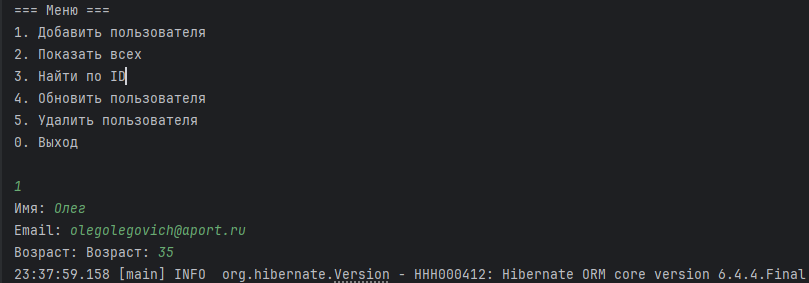 === Меню ===
1. Добавить пользователя
2. Показать всех
3. Найти по ID
4. Обновить пользователя
5. Удалить пользователя
0. Выход
1
Имя: Олег
Email: olegolegovich@aport.ru
Возраст: Возраст: 35
23:37:59.158 [main] INFO  org.hibernate.Version - HHH000412: Hibernate ORM core version 6.4.4.Final